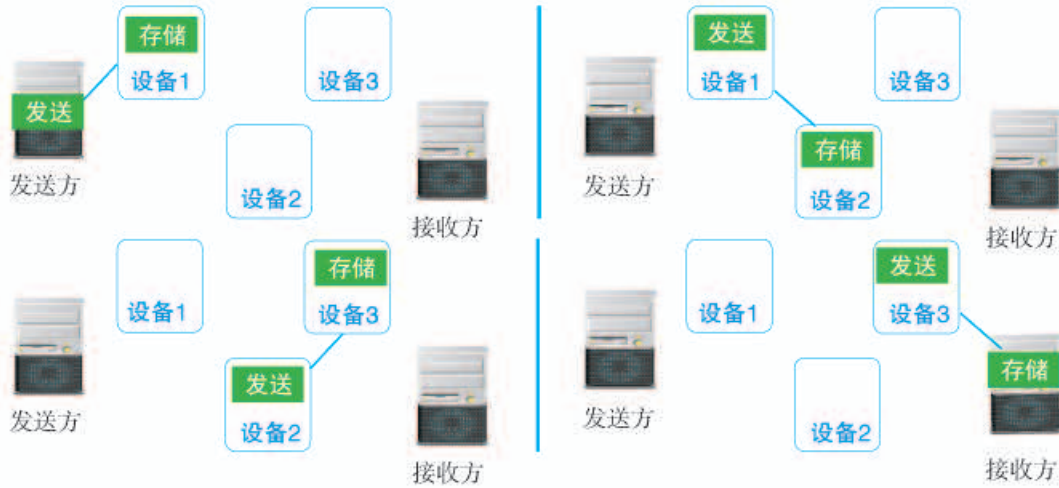 存储
设备1
设备3
发送
发送方
设备2
接收方
发送
设备1
设备3
存储
发送方
设备2
接收方
存储
设备1
设备3
发送
发送方
设备2
接收方
发送
设备1
设备3
存储
发送方
设备2
接收方